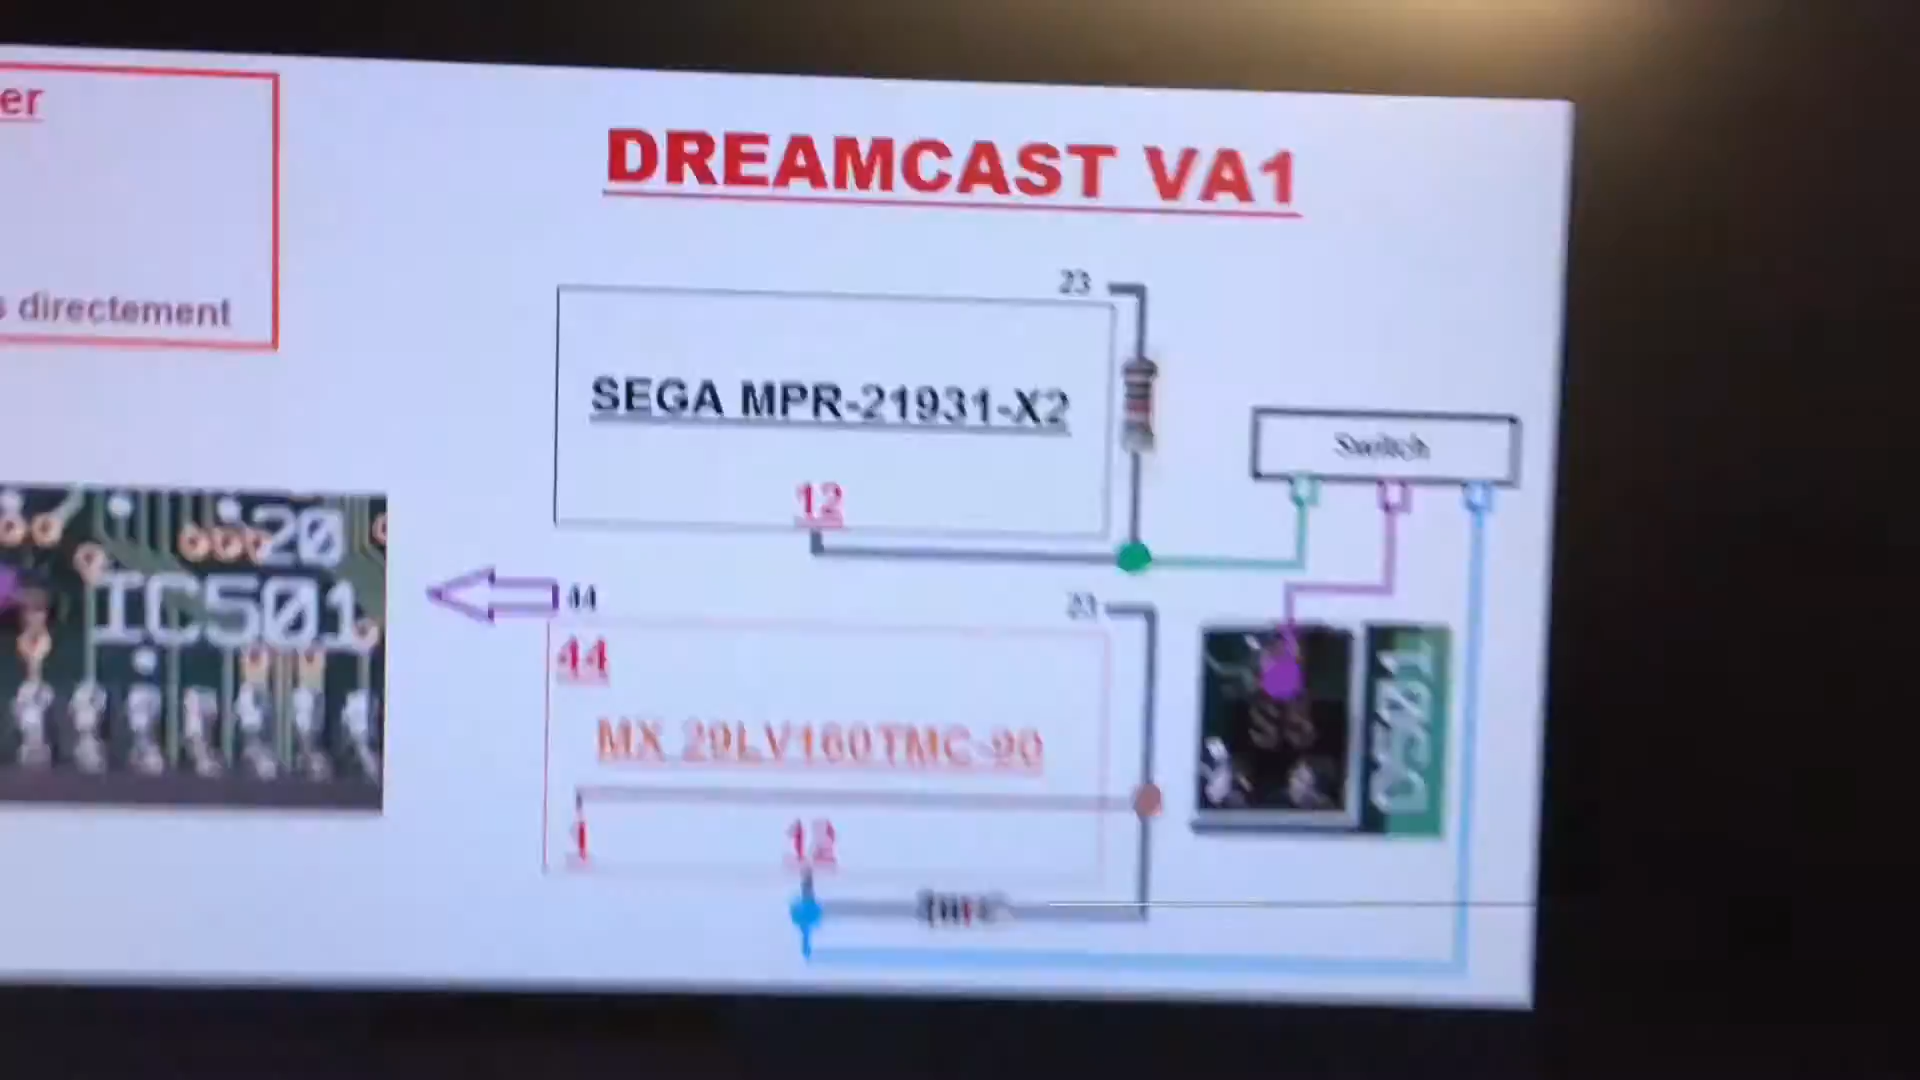 er
DREAMCAST VA1
s directement
23
SEGA MPR-21931-X2
Switch
12
20
IC501
44
23
44
MX 29LV160TMC-90
C501
1
12